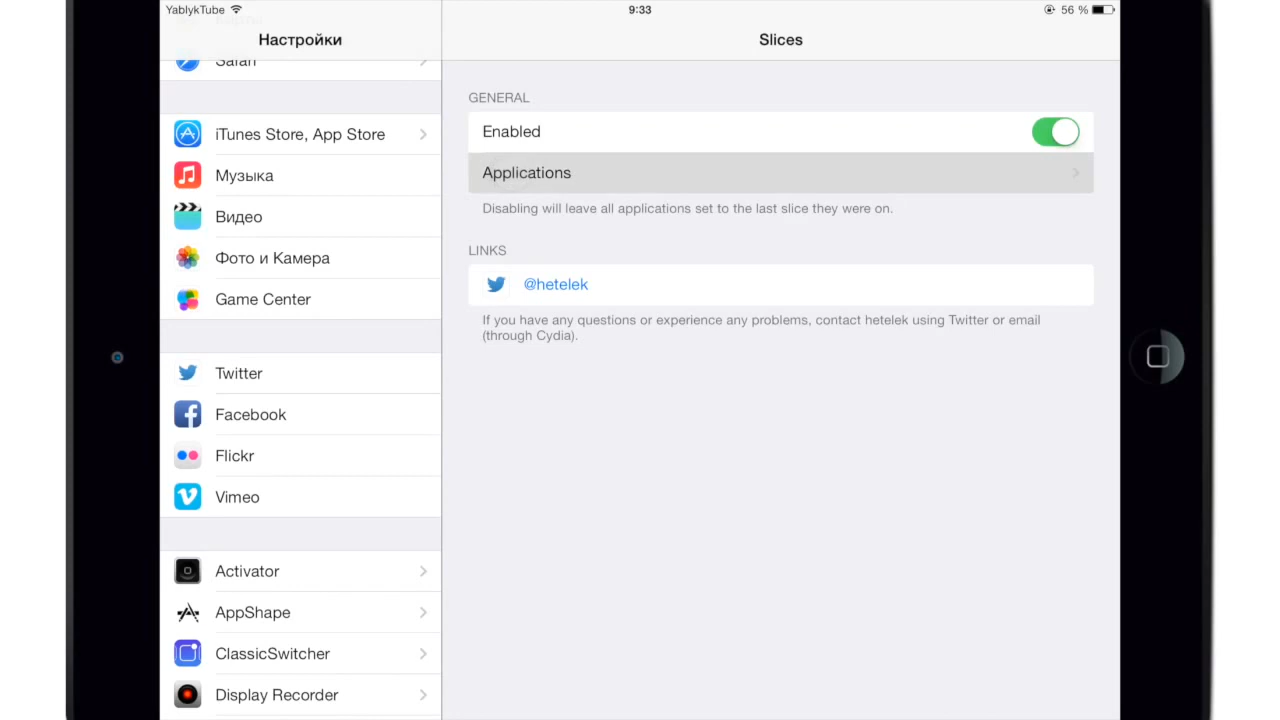 YablykTube
9:33
56 %
Настройки
Slices
Safari
iTunes Store, App Store
Музыка
Видео
Фото и Камера
Game Center
Twitter
Facebook
Flickr
Vimeo
Activator
AppShape
ClassicSwitcher
Display Recorder
GENERAL
Enabled
Applications
Disabling will leave all applications set to the last slice they were on.
LINKS
@hetelek
If you have any questions or experience any problems, contact hetelek using Twitter or email
(through Cydia).